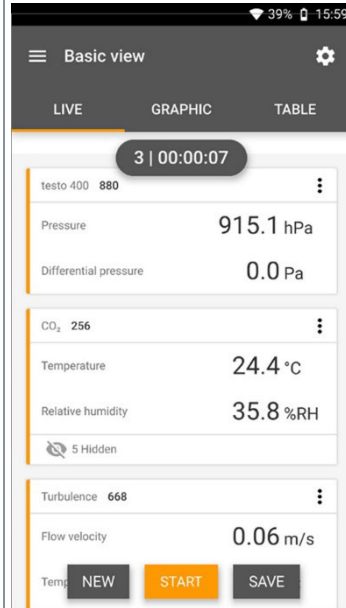 39% 15:59
Basic view
LIVE GRAPHIC TABLE
3 | 00:00:07
testo 400 880
Pressure 915.1 hPa
Differential pressure 0.0 Pa
CO₂ 256
Temperature 24.4 °C
Relative humidity 35.8 %RH
5 Hidden
Turbulence 668
Flow velocity 0.06 m/s
NEW START SAVE